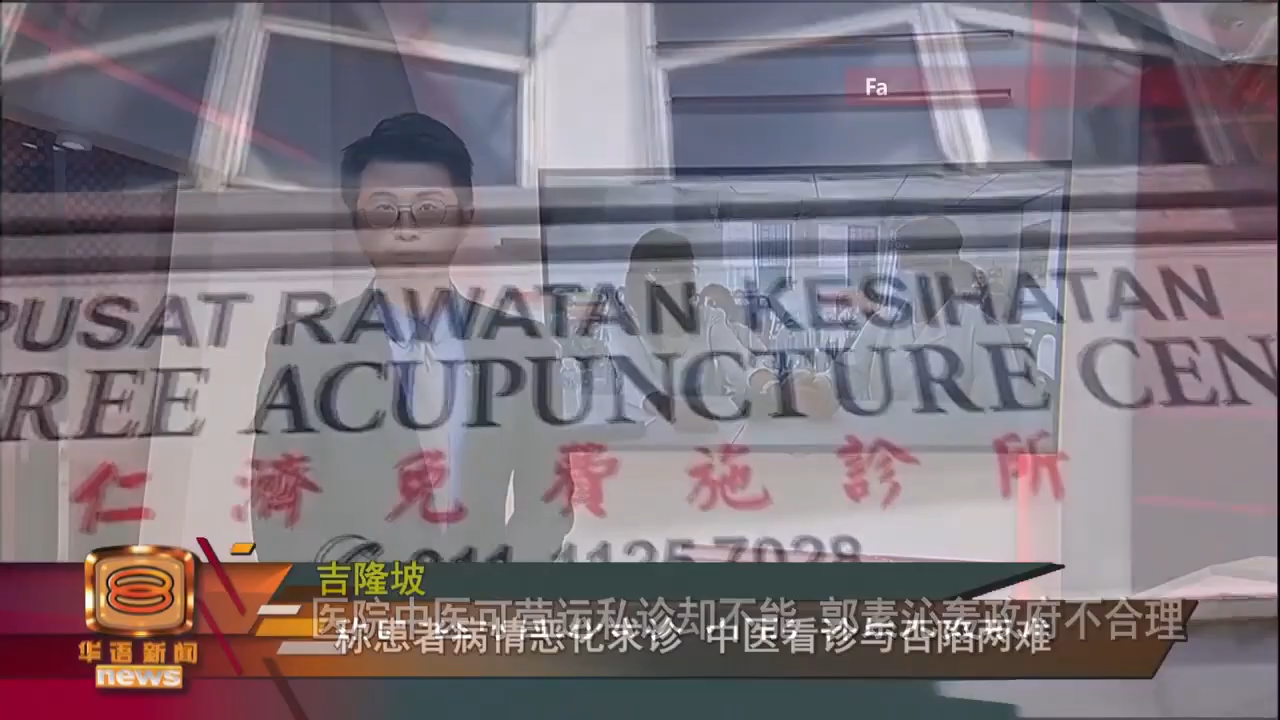 Fa
PUSAT RAWATAN KESIHATAN
REE ACUPUNCTURE CEN
仁濟免費施診所
011-11357028
吉隆坡
医院中医可营运私诊却不能 郭素沁轰政府不合理
称患者病情恶化求诊 中医看诊与否陷两难
华语新闻
news